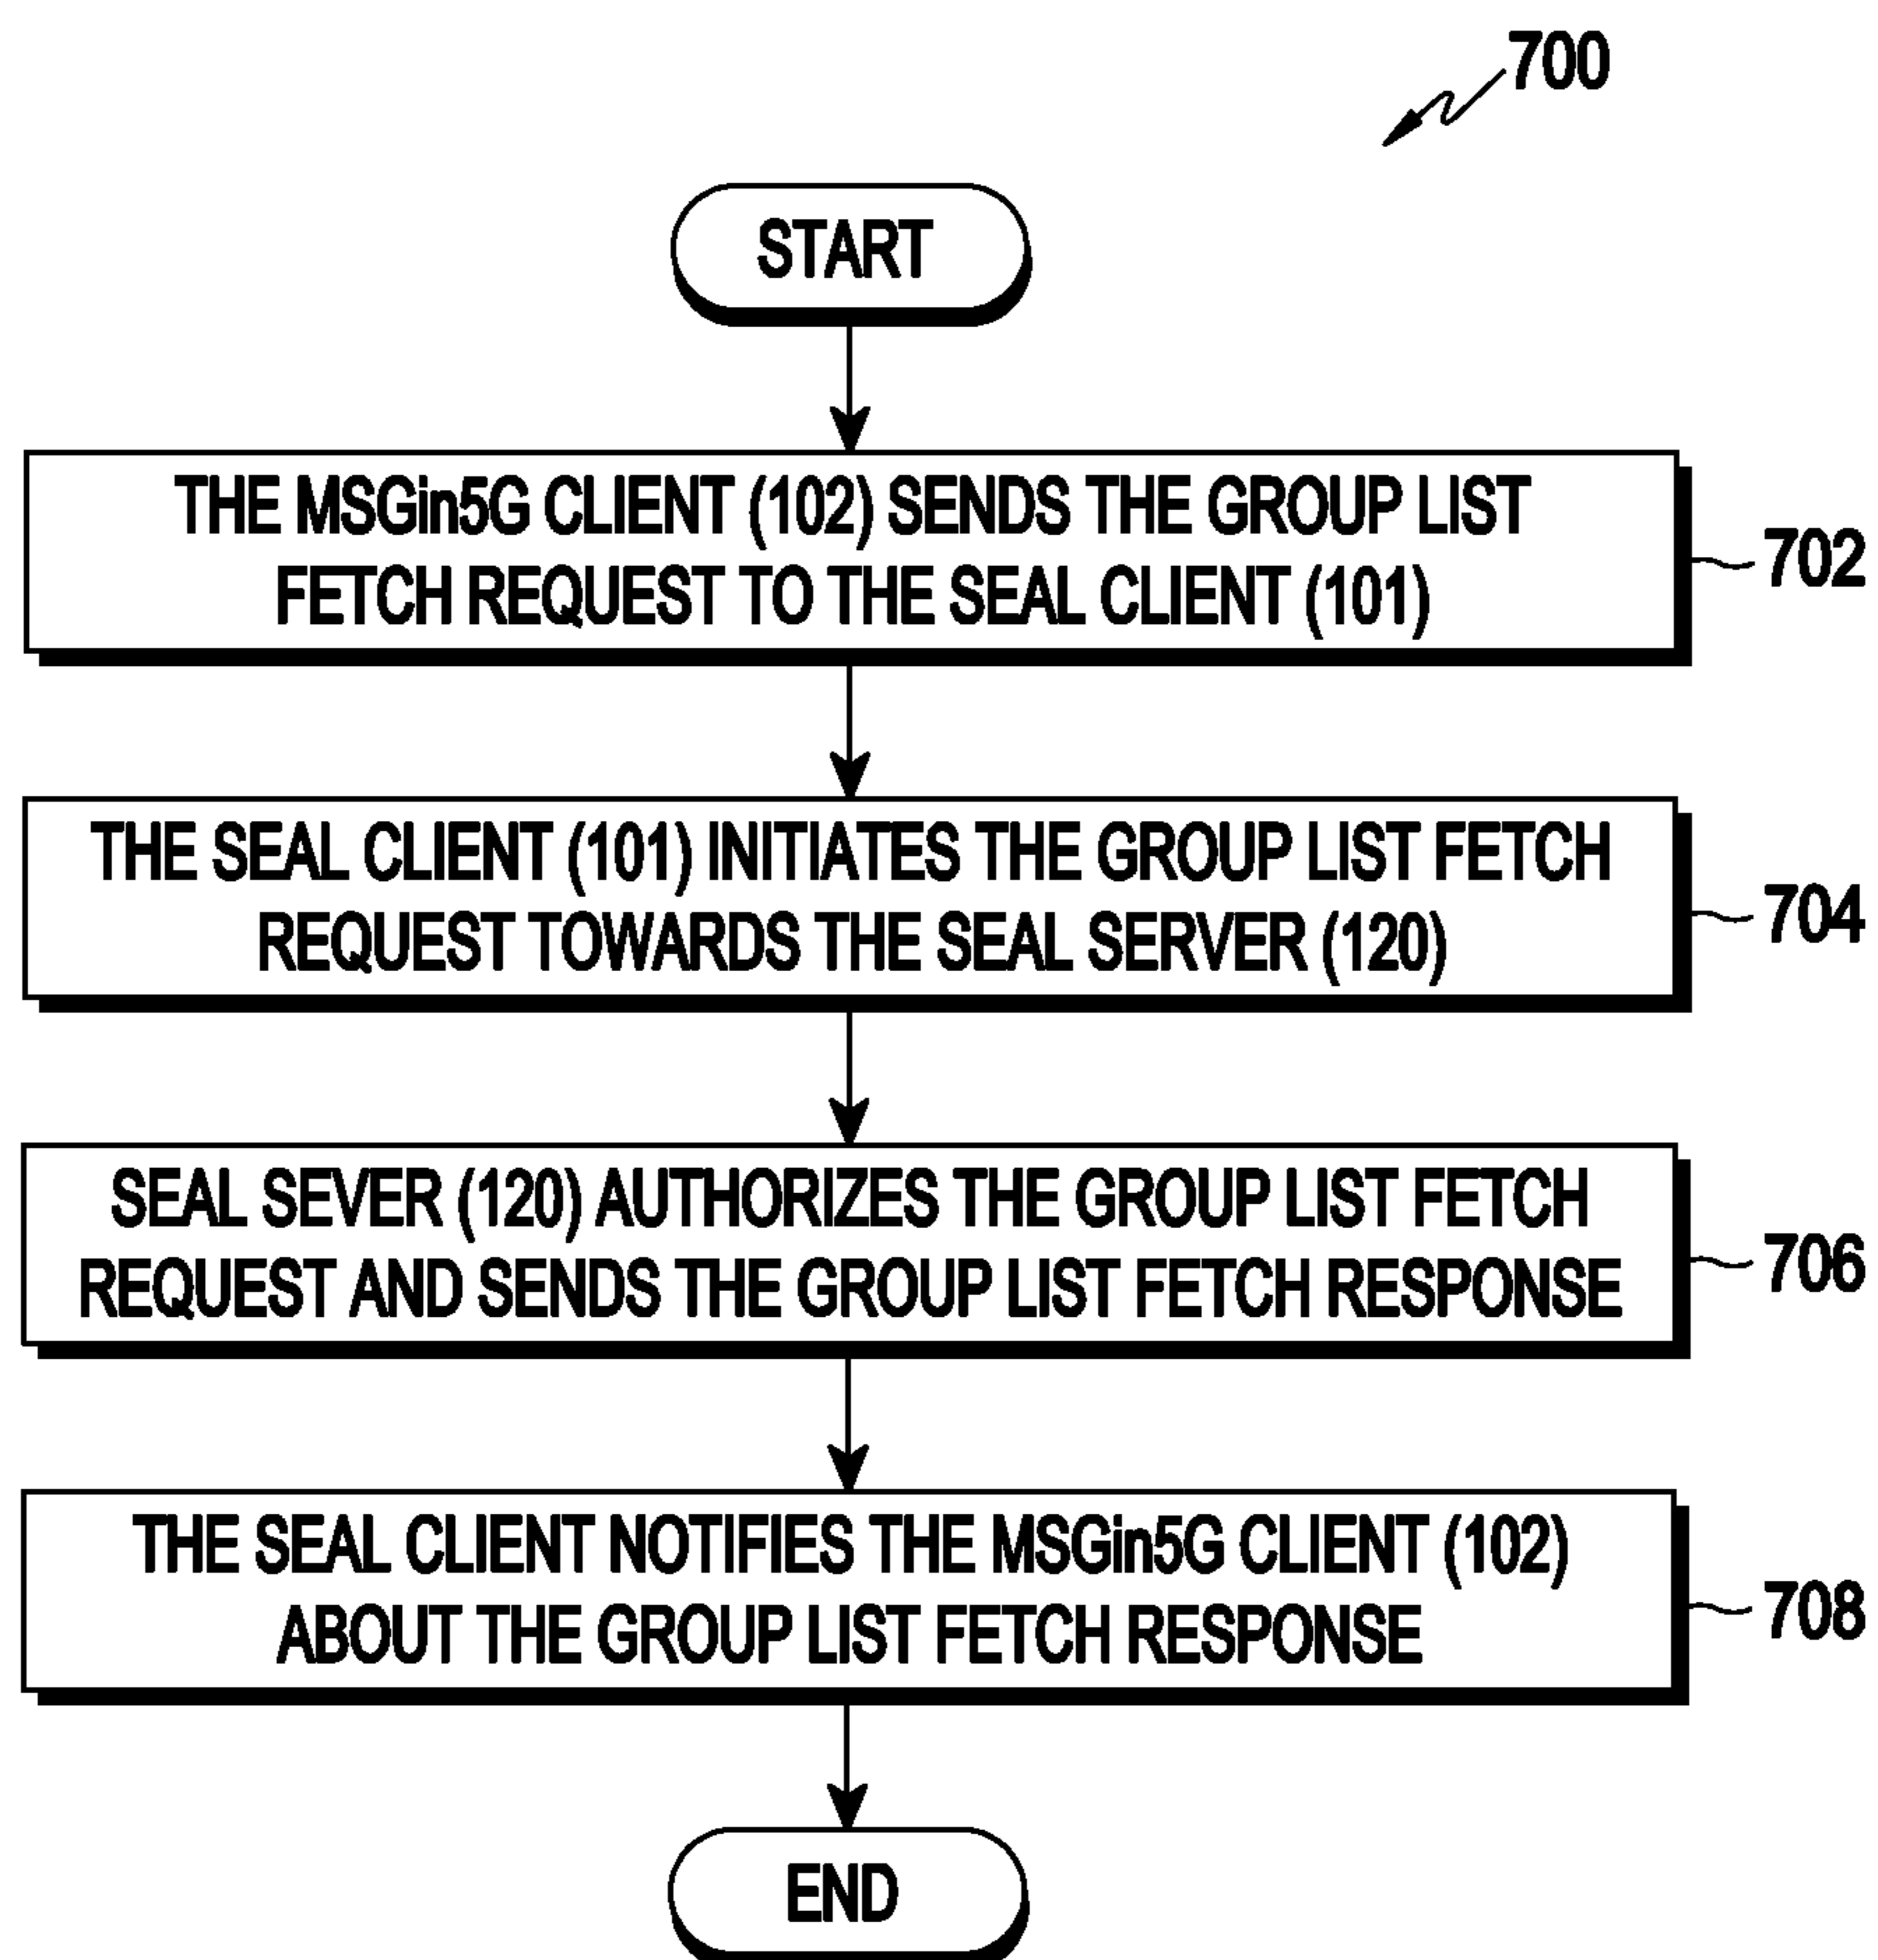 700
START
THE MSGin5G CLIENT (102) SENDS THE GROUP LIST
FETCH REQUEST TO THE SEAL CLIENT (101)
702
THE SEAL CLIENT (101) INITIATES THE GROUP LIST FETCH
REQUEST TOWARDS THE SEAL SERVER (120)
704
SEAL SEVER (120) AUTHORIZES THE GROUP LIST FETCH
REQUEST AND SENDS THE GROUP LIST FETCH RESPONSE
706
THE SEAL CLIENT NOTIFIES THE MSGin5G CLIENT (102)
ABOUT THE GROUP LIST FETCH RESPONSE
708
END